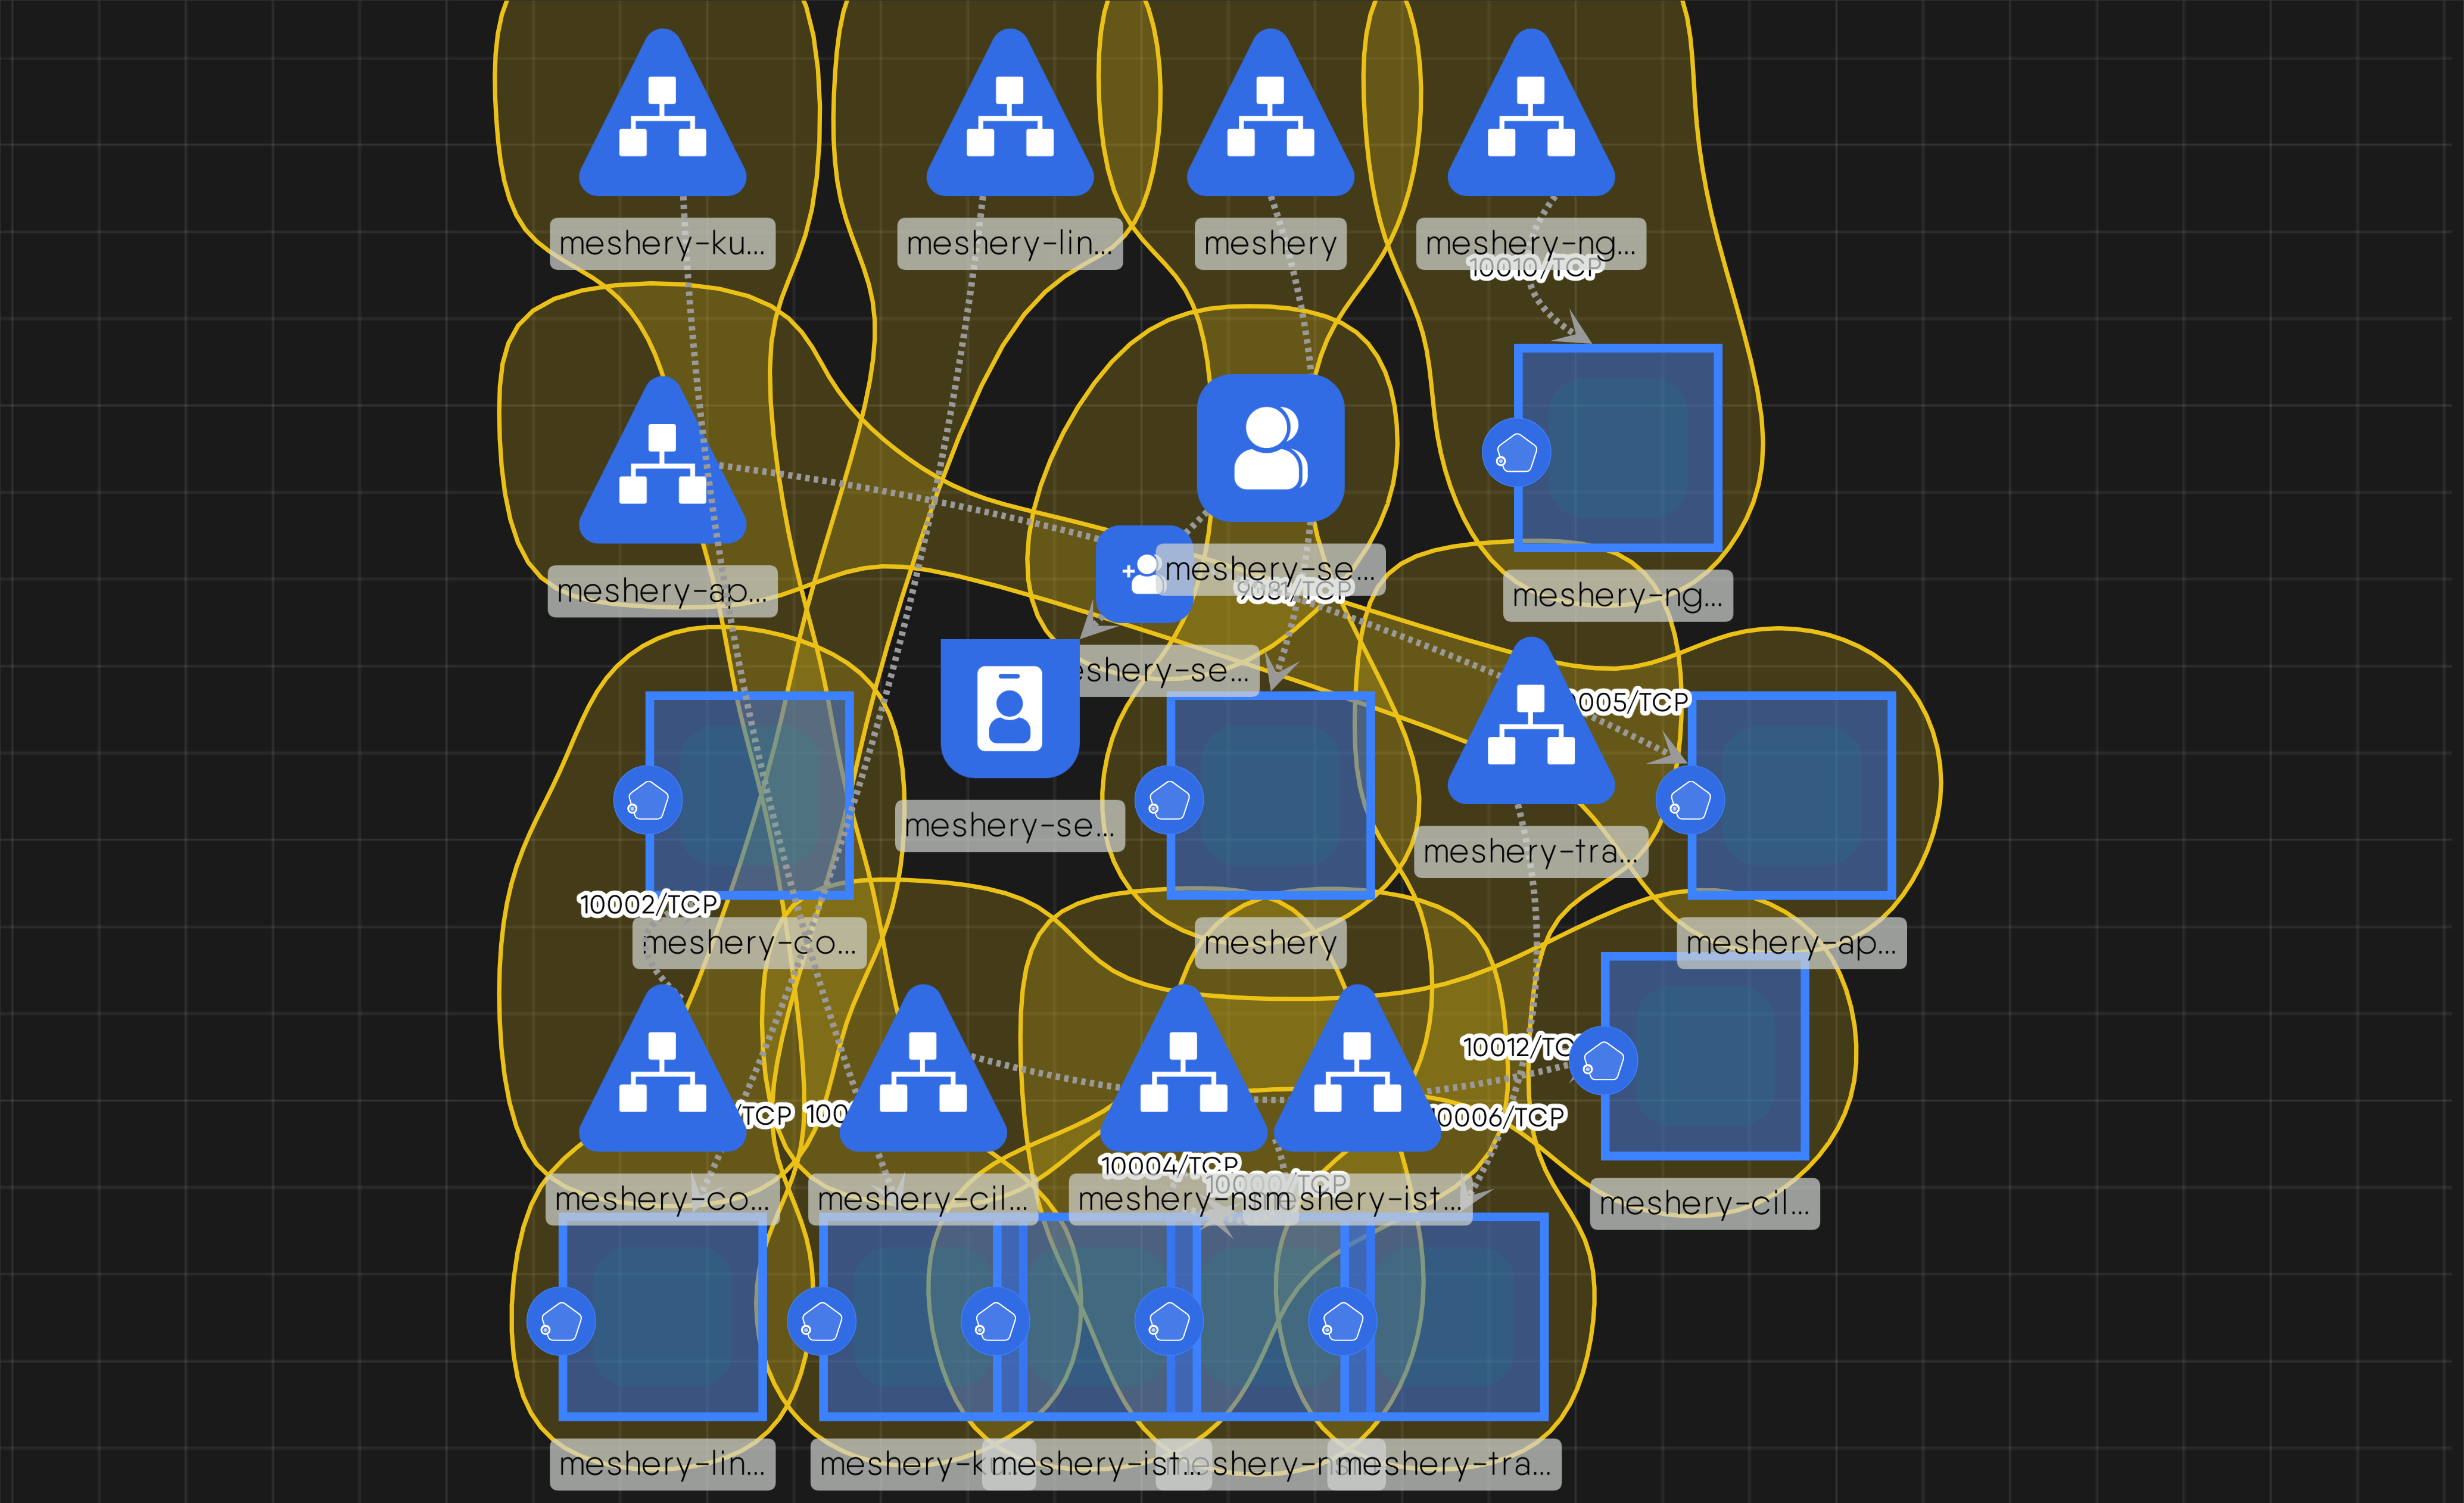 meshery-ku...
meshery-lin...
meshery
meshery-ng...
10010/TCP
meshery-ap...
meshery-se...
9081/TCP
meshery-ng...
eshery-se...
005/TCP
meshery-se...
meshery-tra...
10002/TCP
meshery-co...
meshery
meshery-ap...
10012/TC
/TCP
100
10006/TCP
10004/TCP
10000/TCP
meshery-co...
meshery-cil...
meshery-nsm
eshery-ist...
meshery-cil...
meshery-lin...
meshery-k
meshery-ist...
eshery-n
meshery-tra...